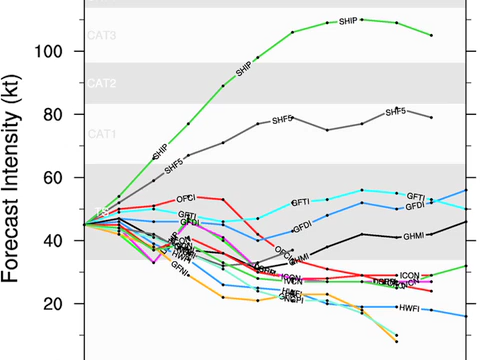 Forecast Intensity (kt)
100
80
60
40
20
CAT3
CAT2
CAT1
SHIP
SHIP
SHIP
SHF5
SHF5
SHF5
OFCI
GFTI
GFTI
GFTI
GFDI
GFDI
GFDI
OFCI
GHMI
GHMI
ICON
ICON
HWFI
HWFI
GFNI